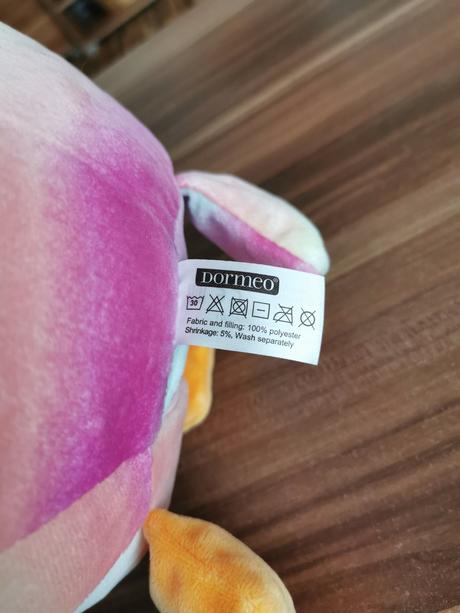 DORMEO®
30
Fabric and filling: 100% polyester
Shrinkage: 5%, Wash separately